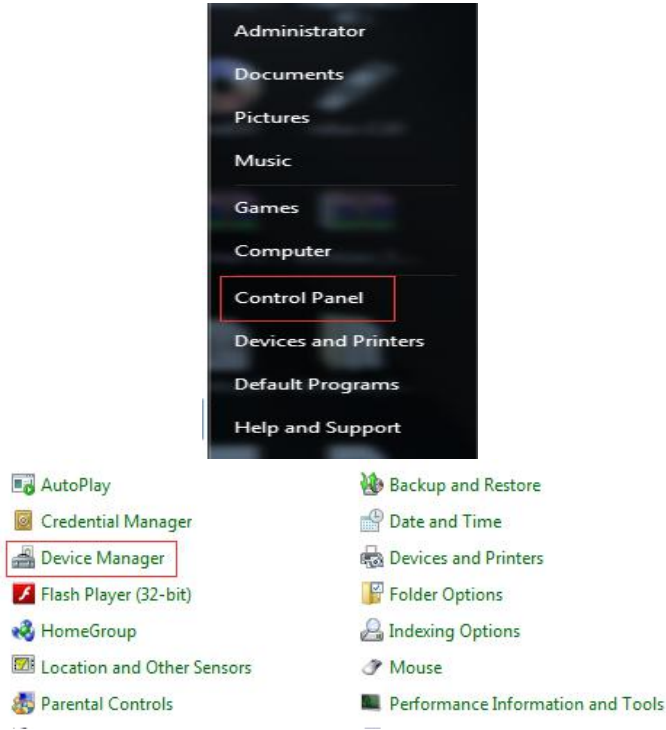 Administrator
Documents
Pictures
Music
Games
Computer
Control Panel
Devices and Printers
Default Programs
Help and Support
AutoPlay
Backup and Restore
Credential Manager
Date and Time
Device Manager
Devices and Printers
Flash Player (32-bit)
Folder Options
HomeGroup
Indexing Options
Location and Other Sensors
Mouse
Parental Controls
Performance Information and Tools